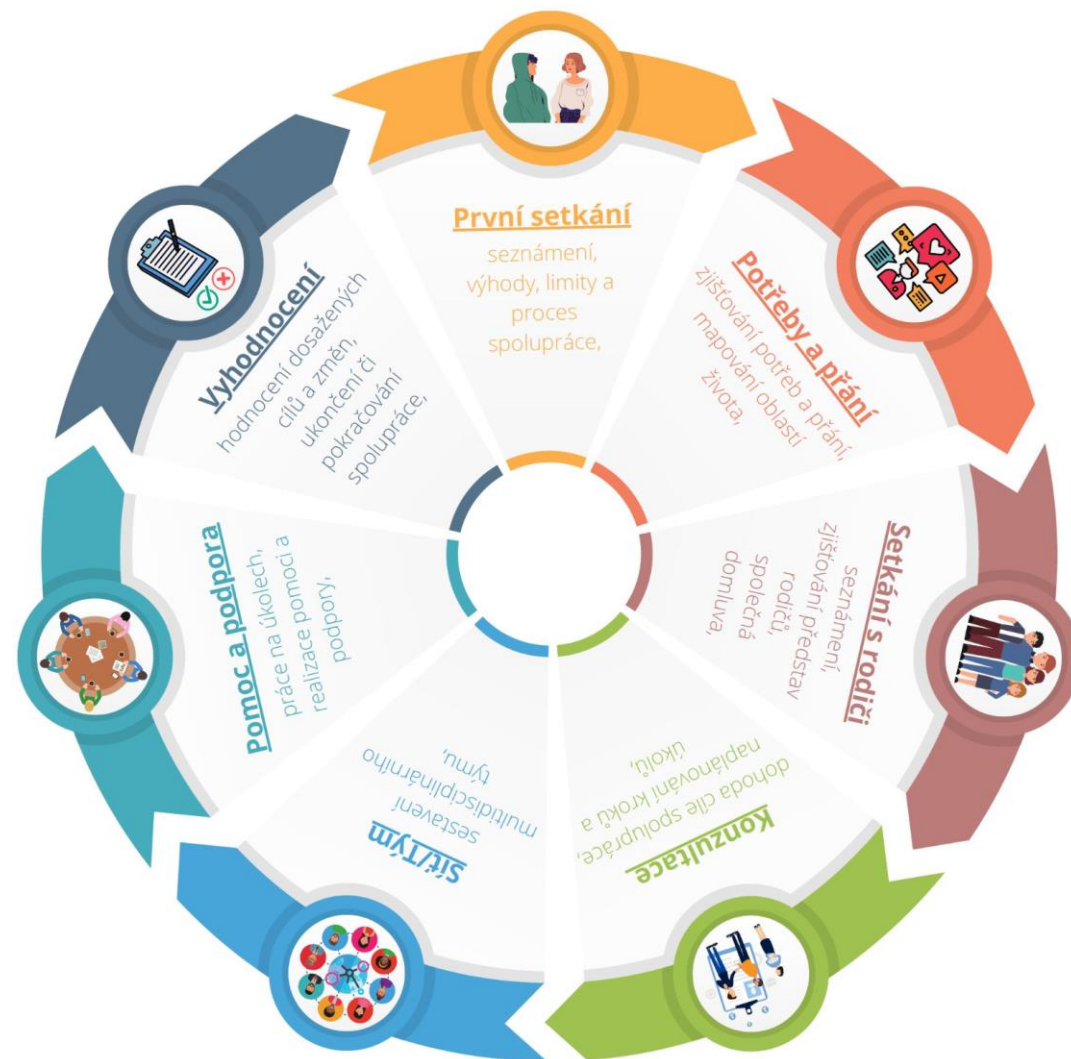 První setkání
seznámení,
výhody, limity a
proces
spolupráce,
Potřeby a přání
zjišťování potřeb a přání,
mapování oblastí
života,
Setkání s rodiči
seznámení,
zjišťování představ
rodičů,
společná
domluva,
Konzultace
dohoda cíle spolupráce,
naplánování kroků a
úkolů,
Síť/Tým
sestavení
multidisciplinárního
týmu,
Pomoc a podpora
práce na úkolech,
realizace pomoci a
podpory,
Vyhodnocení
hodnocení dosažených
cílů a změn,
ukončení či
pokračování
spolupráce,